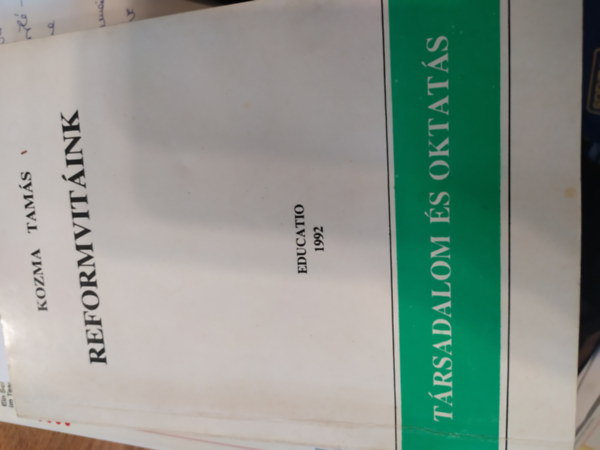 KOZMA TAMÁS
REFORMVITÁINK
EDUCATIO
1992
TÁRSADALOM ÉS OKTATÁS